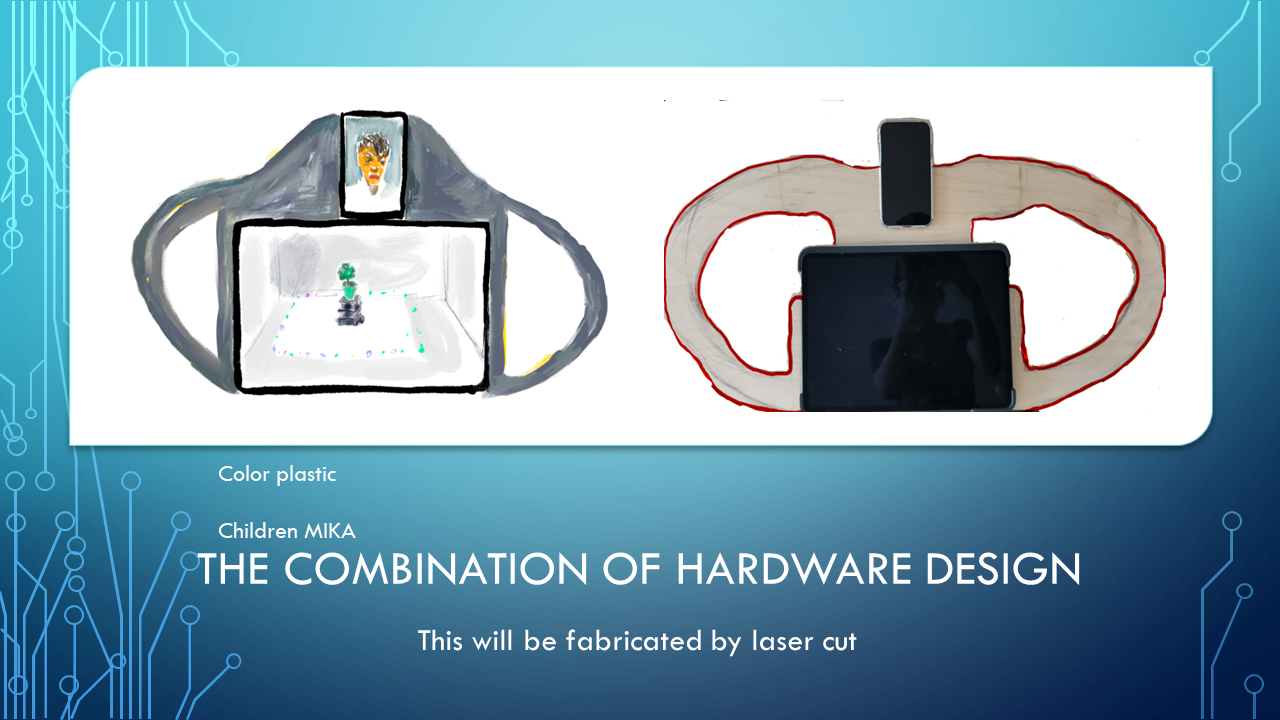 Color plastic
Children MIKA
THE COMBINATION OF HARDWARE DESIGN
This will be fabricated by laser cut